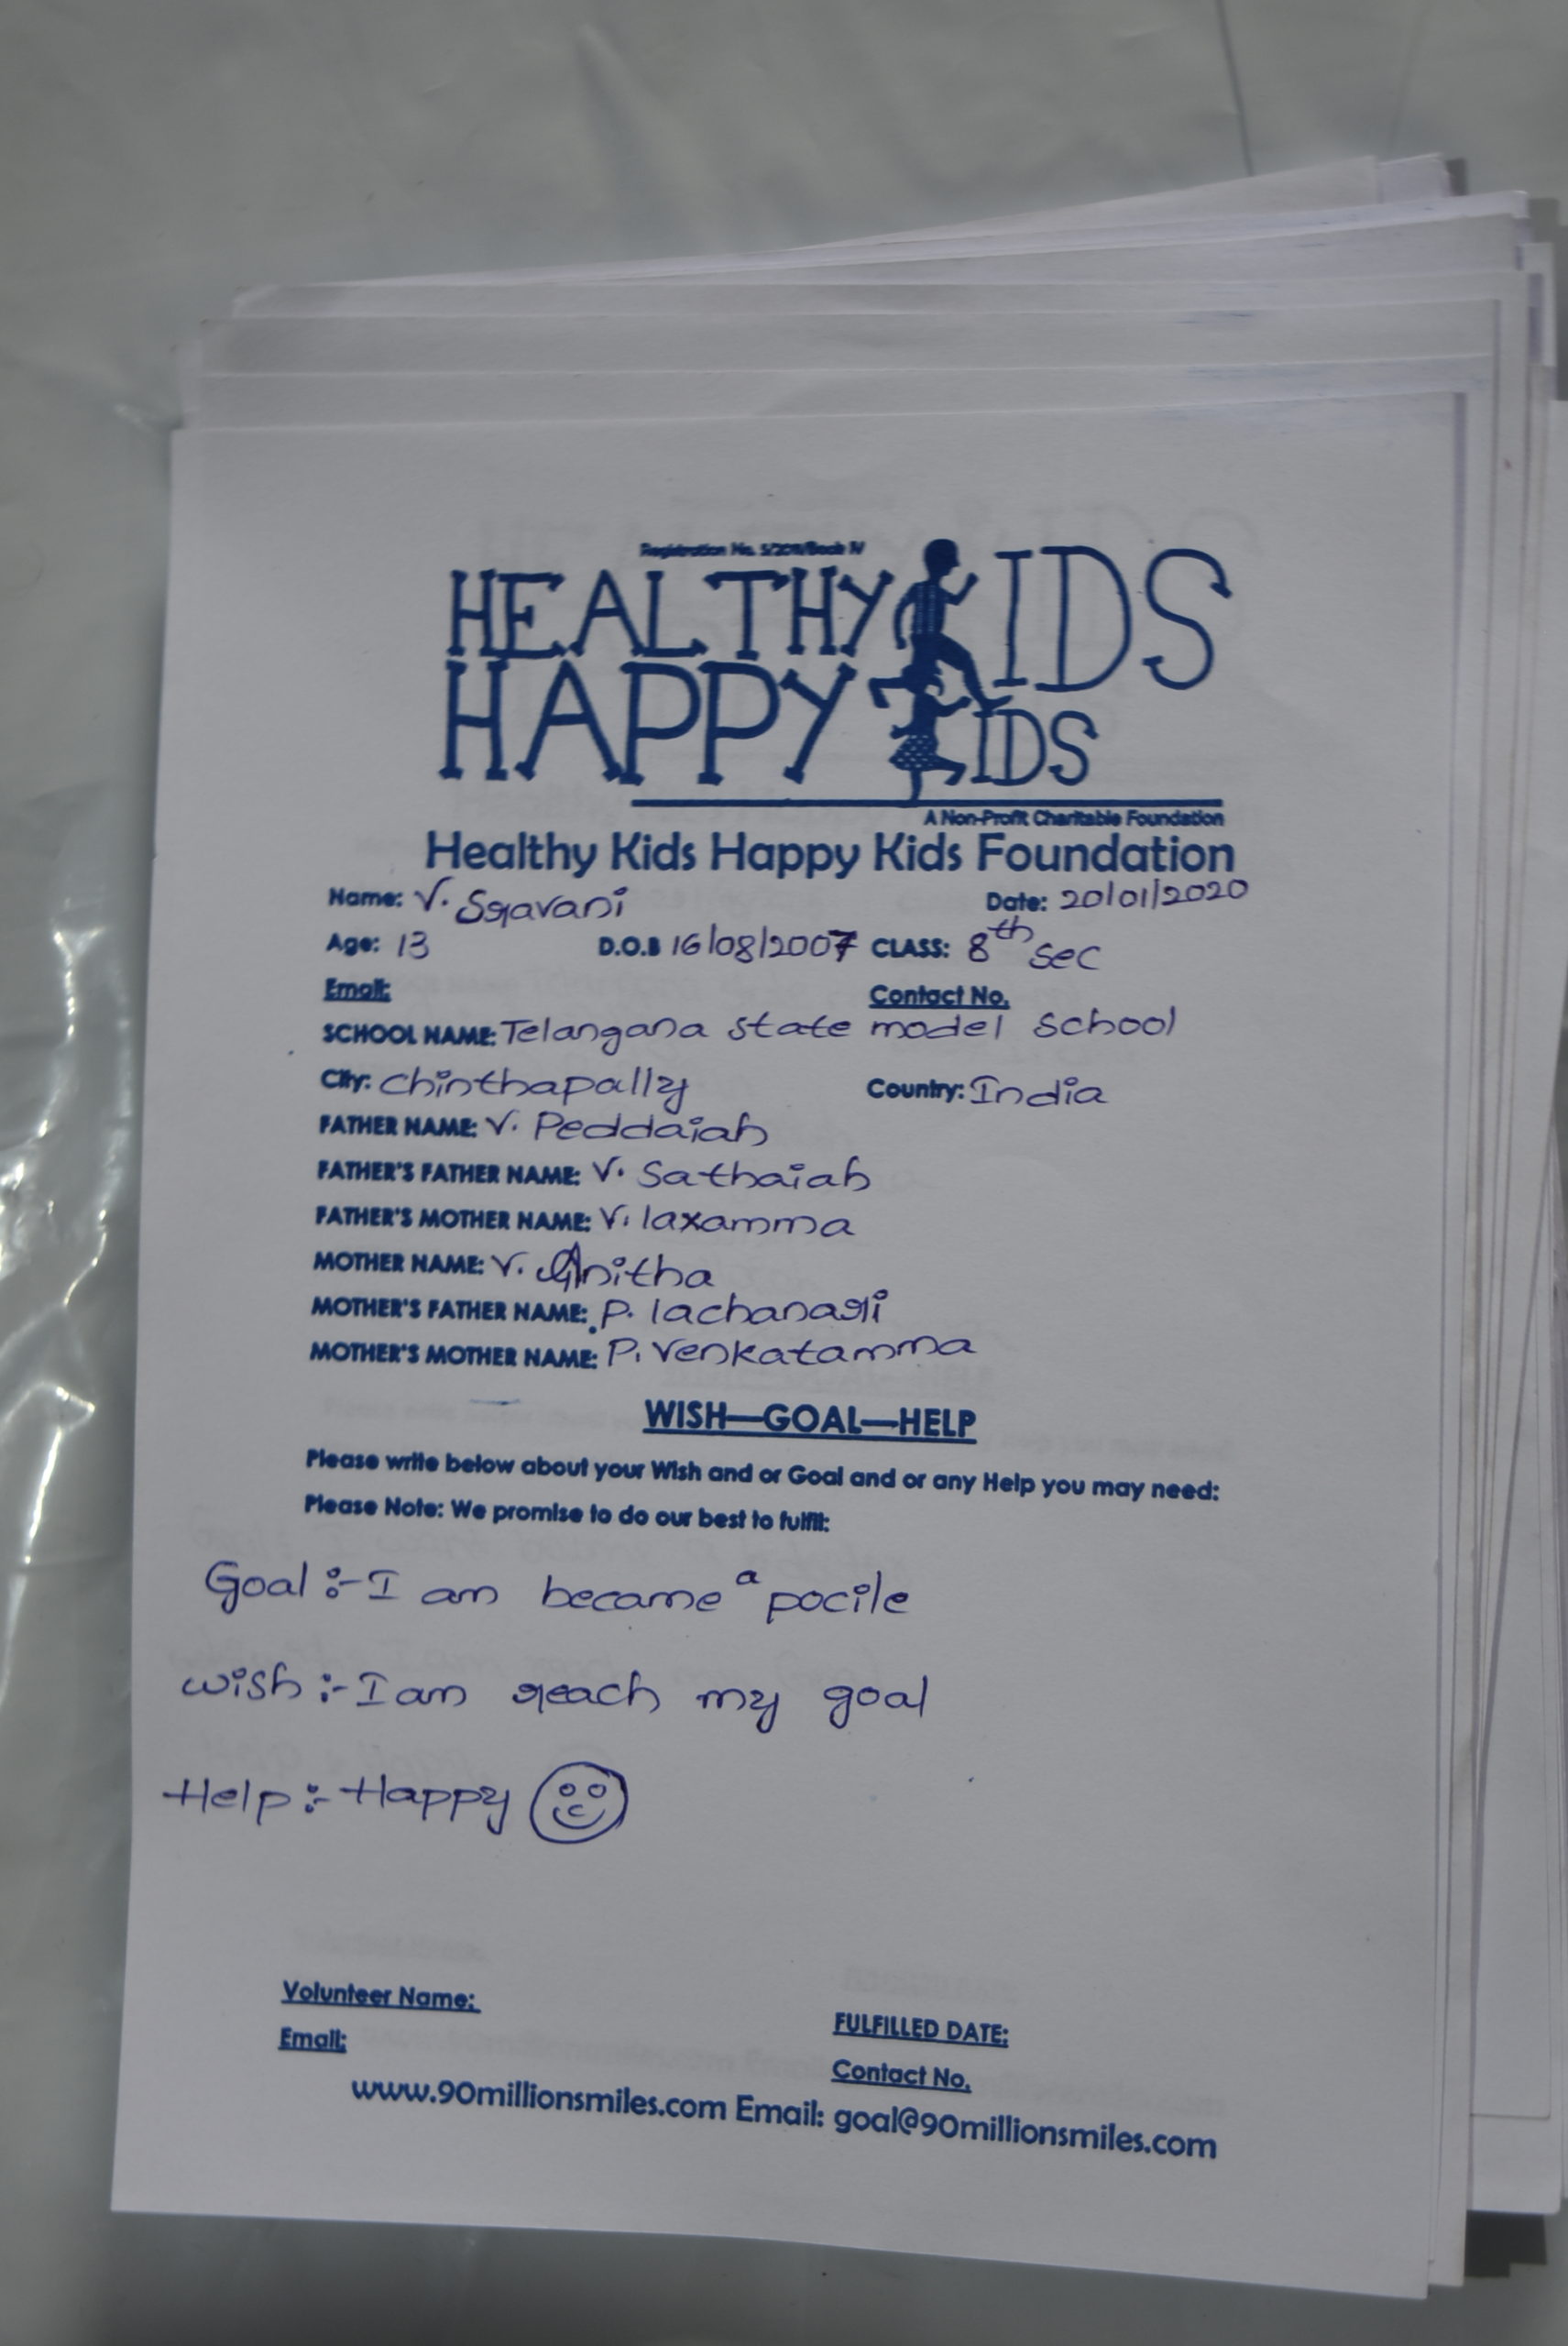 Registration No. 5/2011/Book IV
HEALTHY KIDS
HAPPY KIDS
A Non-Profit Charitable Foundation
Healthy Kids Happy Kids Foundation
Name: V. Sravani Date: 20/01/2020
Age: 13 D.O.B 16/08/2007 CLASS: 8th sec
Email: Contact No.
SCHOOL NAME: Telangana state model school
City: chinthapally Country: India
FATHER NAME: V. Peddaiah
FATHER'S FATHER NAME: V. Sathaiah
FATHER'S MOTHER NAME: V. laxamma
MOTHER NAME: V. Anitha
MOTHER'S FATHER NAME: P. lachanari
MOTHER'S MOTHER NAME: P. Venkatamma
WISH—GOAL—HELP
Please write below about your Wish and or Goal and or any Help you may need:
Please Note: We promise to do our best to fulfil:
Goal :- I am became a pocile
wish :- I am reach my goal
Help :- Happy
Volunteer Name: FULFILLED DATE:
Email: Contact No.
www.90millionsmiles.com Email: goal@90millionsmiles.com